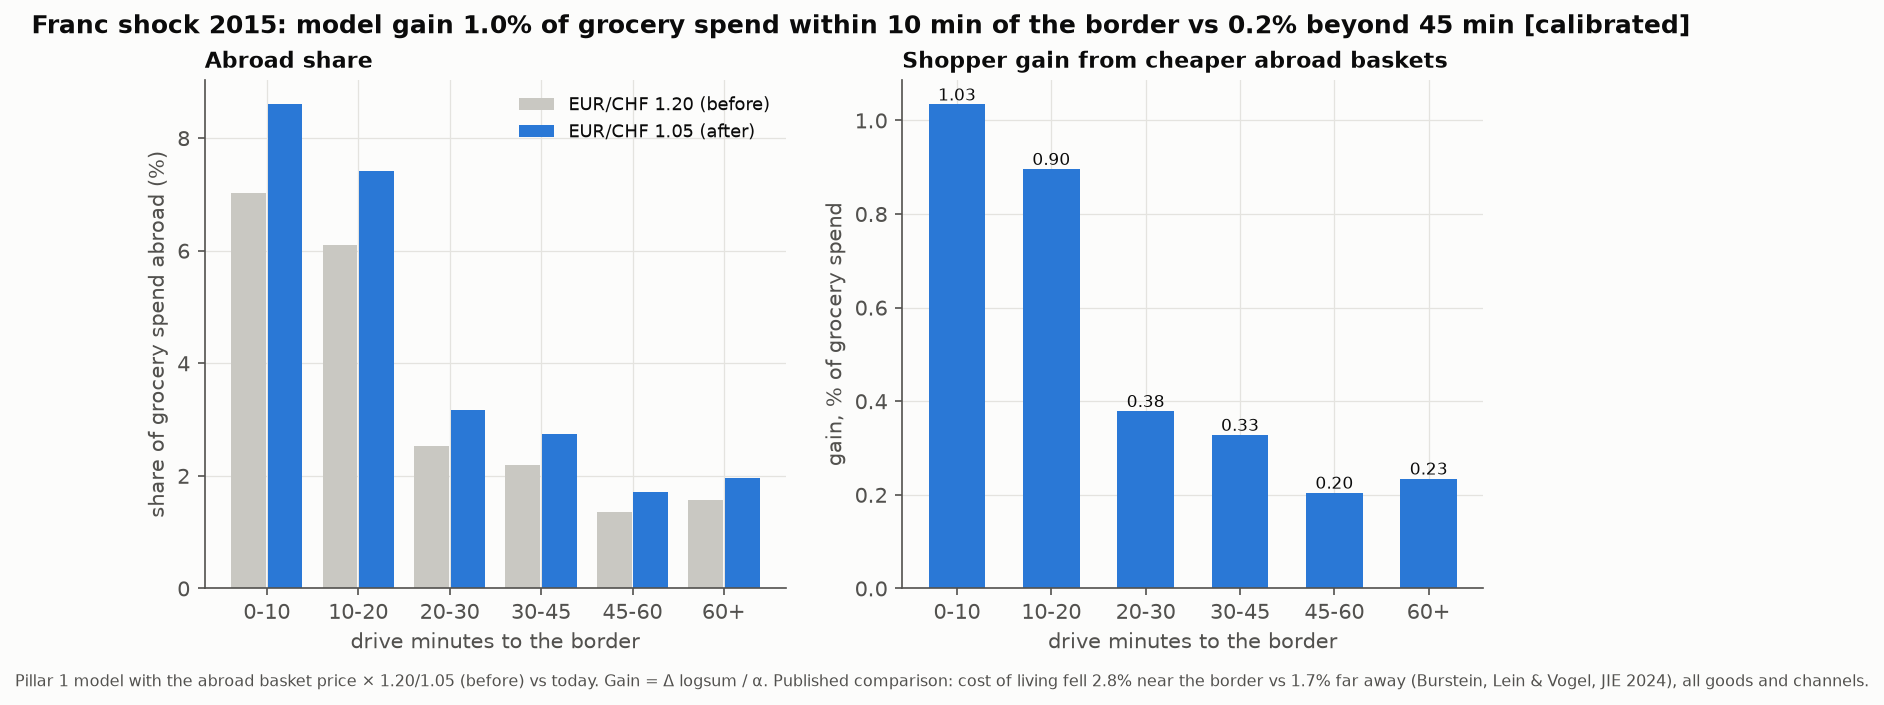 Franc shock 2015: model gain 1.0% of grocery spend within 10 min of the border vs 0.2% beyond 45 min [calibrated]
Abroad share
share of grocery spend abroad (%)
8
6
4
2
0
EUR/CHF 1.20 (before)
EUR/CHF 1.05 (after)
0-10 10-20 20-30 30-45 45-60 60+
drive minutes to the border
Shopper gain from cheaper abroad baskets
gain, % of grocery spend
1.0
0.8
0.6
0.4
0.2
0.0
1.03
0.90
0.38
0.33
0.20
0.23
0-10 10-20 20-30 30-45 45-60 60+
drive minutes to the border
Pillar 1 model with the abroad basket price × 1.20/1.05 (before) vs today. Gain = Δ logsum / α. Published comparison: cost of living fell 2.8% near the border vs 1.7% far away (Burstein, Lein & Vogel, JIE 2024), all goods and channels.